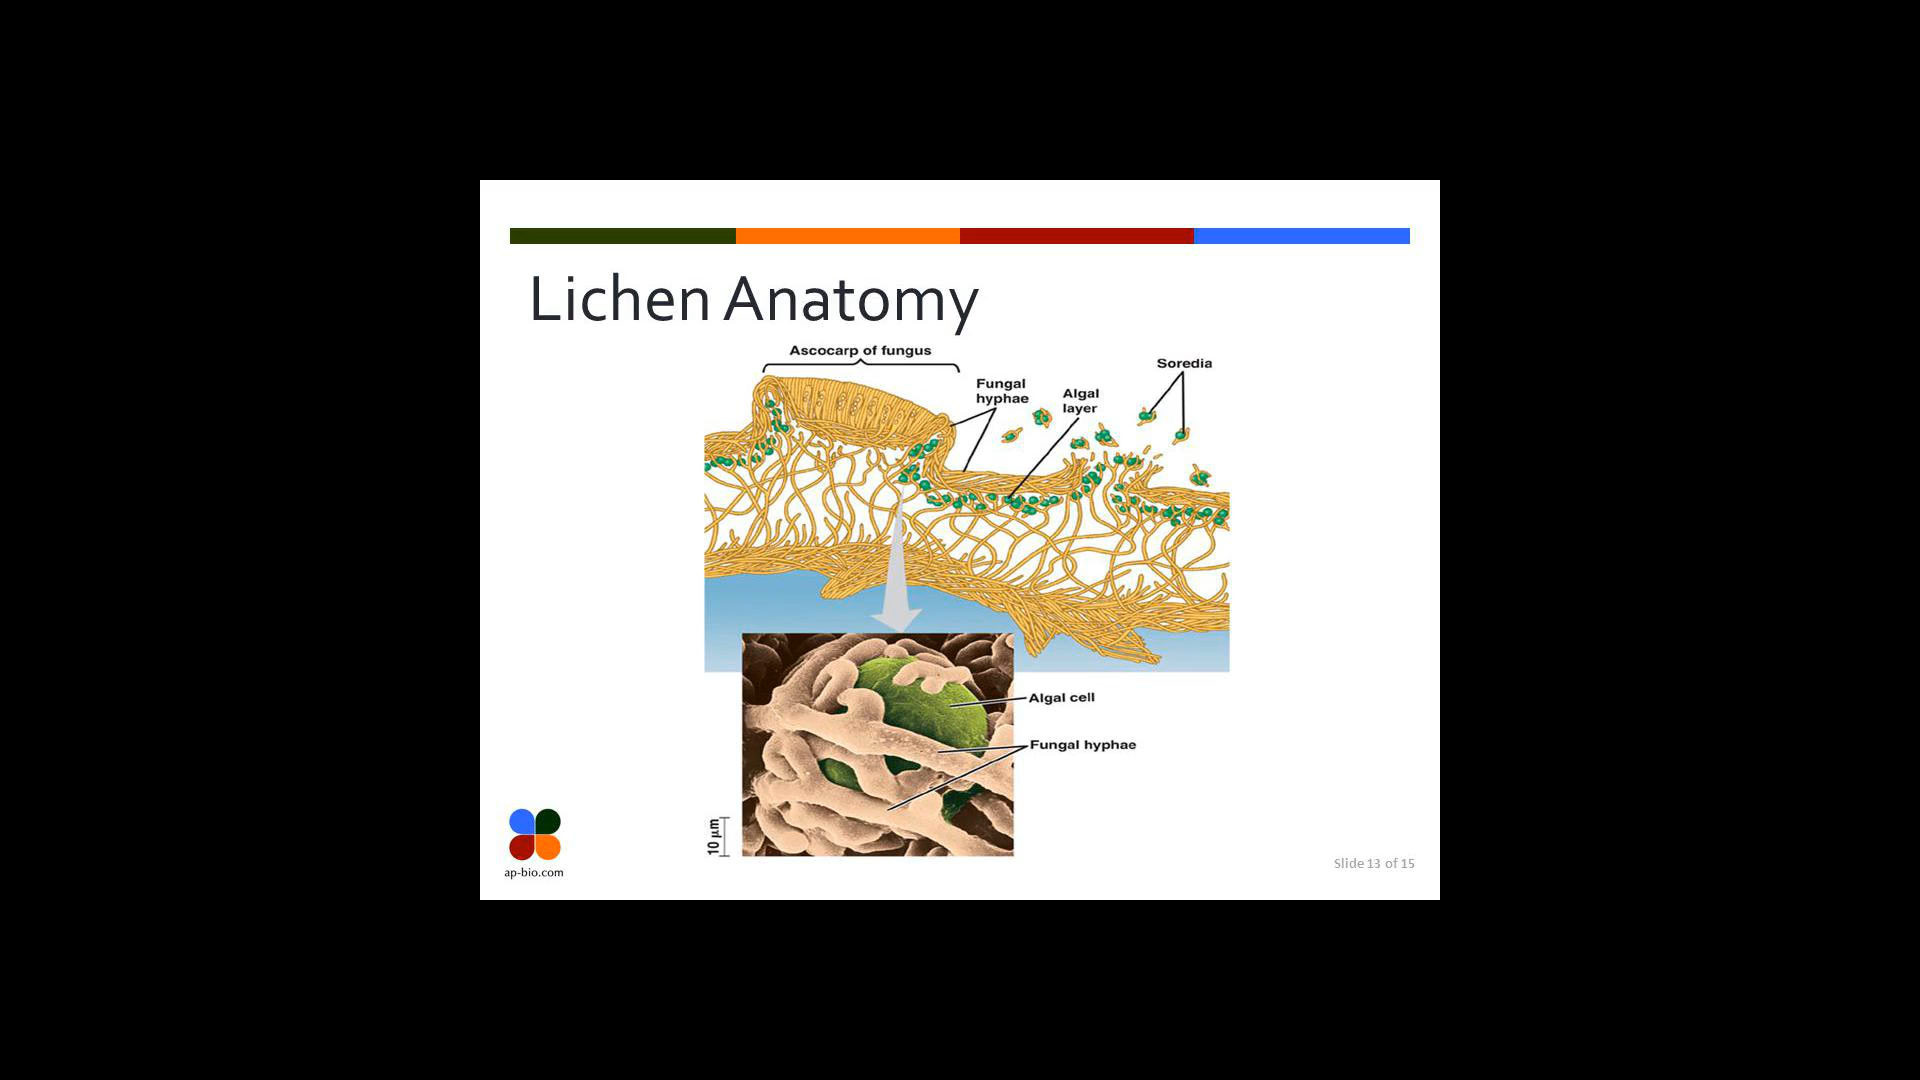 Lichen Anatomy
Ascocarp of fungus
Soredia
Fungal
hyphae
Algal
layer
Algal cell
Fungal hyphae
10 µm
ap-bio.com
Slide 13 of 15